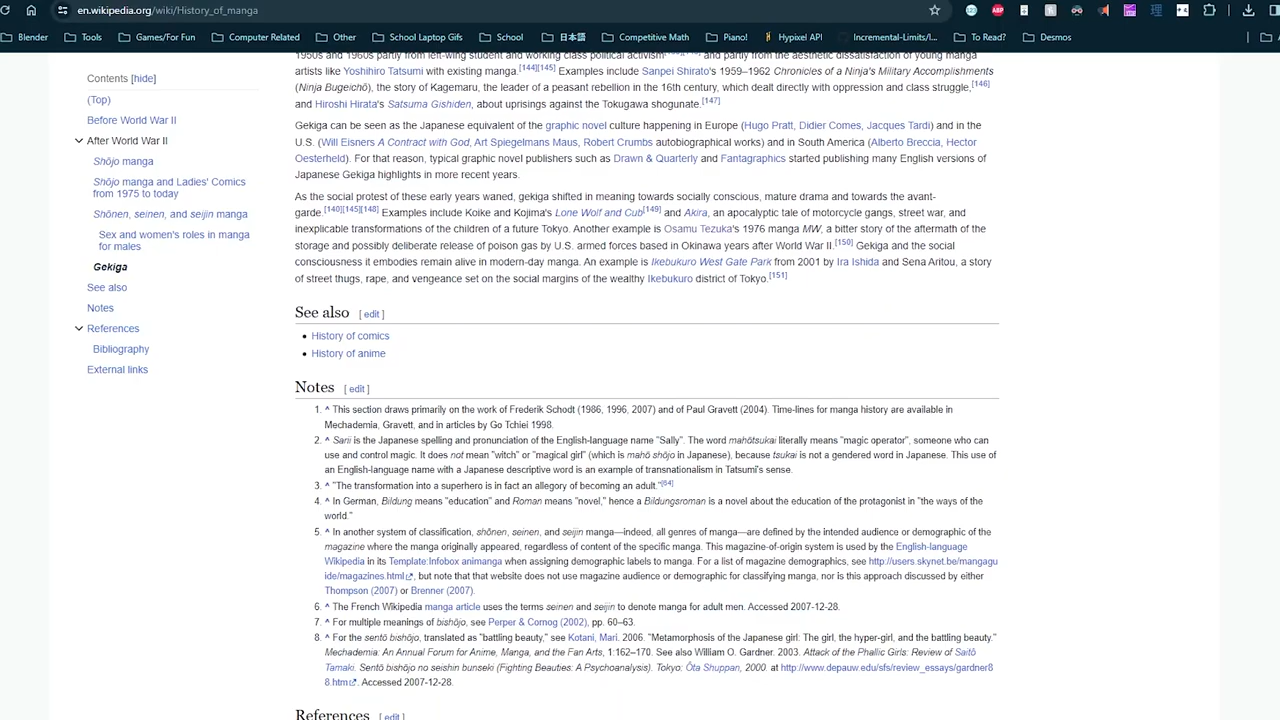 en.wikipedia.org/wiki/History_of_manga
Blender Tools Games/For Fun Computer Related Other School Laptop Gifs School 日本語 Competitive Math Piano! Hypixel API Incremental-Limits/I... To Read? Desmos
Contents [hide]
(Top)
Before World War II
After World War II
Shōjo manga
Shōjo manga and Ladies' Comics
from 1975 to today
Shōnen, seinen, and seijin manga
Sex and women's roles in manga
for males
Gekiga
See also
Notes
References
Bibliography
External links
1950s and 1960s partly from left-wing student and working class political activism and partly from the aesthetic dissatisfaction of young manga
artists like Yoshihiro Tatsumi with existing manga.[144][145] Examples include Sanpei Shirato's 1959–1962 Chronicles of a Ninja's Military Accomplishments
(Ninja Bugeichō), the story of Kagemaru, the leader of a peasant rebellion in the 16th century, which dealt directly with oppression and class struggle,[146]
and Hiroshi Hirata's Satsuma Gishiden, about uprisings against the Tokugawa shogunate.[147]
Gekiga can be seen as the Japanese equivalent of the graphic novel culture happening in Europe (Hugo Pratt, Didier Comes, Jacques Tardi) and in the
U.S. (Will Eisners A Contract with God, Art Spiegelmans Maus, Robert Crumbs autobiographical works) and in South America (Alberto Breccia, Hector
Oesterheld). For that reason, typical graphic novel publishers such as Drawn & Quarterly and Fantagraphics started publishing many English versions of
Japanese Gekiga highlights in more recent years.
As the social protest of these early years waned, gekiga shifted in meaning towards socially conscious, mature drama and towards the avant-
garde.[140][145][148] Examples include Koike and Kojima's Lone Wolf and Cub[149] and Akira, an apocalyptic tale of motorcycle gangs, street war, and
inexplicable transformations of the children of a future Tokyo. Another example is Osamu Tezuka's 1976 manga MW, a bitter story of the aftermath of the
storage and possibly deliberate release of poison gas by U.S. armed forces based in Okinawa years after World War II.[150] Gekiga and the social
consciousness it embodies remain alive in modern-day manga. An example is Ikebukuro West Gate Park from 2001 by Ira Ishida and Sena Aritou, a story
of street thugs, rape, and vengeance set on the social margins of the wealthy Ikebukuro district of Tokyo.[151]
See also [ edit ]
• History of comics
• History of anime
Notes [ edit ]
1. ^ This section draws primarily on the work of Frederik Schodt (1986, 1996, 2007) and of Paul Gravett (2004). Time-lines for manga history are available in
Mechademia, Gravett, and in articles by Go Tchiei 1998.
2. ^ Sarii is the Japanese spelling and pronunciation of the English-language name "Sally". The word mahōtsukai literally means "magic operator", someone who can
use and control magic. It does not mean "witch" or "magical girl" (which is mahō shōjo in Japanese), because tsukai is not a gendered word in Japanese. This use of
an English-language name with a Japanese descriptive word is an example of transnationalism in Tatsumi's sense.
3. ^ "The transformation into a superhero is in fact an allegory of becoming an adult."[64]
4. ^ In German, Bildung means "education" and Roman means "novel," hence a Bildungsroman is a novel about the education of the protagonist in "the ways of the
world."
5. ^ In another system of classification, shōnen, seinen, and seijin manga—indeed, all genres of manga—are defined by the intended audience or demographic of the
magazine where the manga originally appeared, regardless of content of the specific manga. This magazine-of-origin system is used by the English-language
Wikipedia in its Template:Infobox animanga when assigning demographic labels to manga. For a list of magazine demographics, see http://users.skynet.be/mangagu
ide/magazines.html, but note that that website does not use magazine audience or demographic for classifying manga, nor is this approach discussed by either
Thompson (2007) or Brenner (2007).
6. ^ The French Wikipedia manga article uses the terms seinen and seijin to denote manga for adult men. Accessed 2007-12-28.
7. ^ For multiple meanings of bishōjo, see Perper & Cornog (2002), pp. 60–63.
8. ^ For the sentō bishōjo, translated as "battling beauty," see Kotani, Mari. 2006. "Metamorphosis of the Japanese girl: The girl, the hyper-girl, and the battling beauty."
Mechademia: An Annual Forum for Anime, Manga, and the Fan Arts, 1:162–170. See also William O. Gardner. 2003. Attack of the Phallic Girls: Review of Saitō
Tamaki. Sentō bishōjo no seishin bunseki (Fighting Beauties: A Psychoanalysis). Tokyo: Ōta Shuppan, 2000. at http://www.depauw.edu/sfs/review_essays/gardner8
8.htm. Accessed 2007-12-28.
References [ edit ]